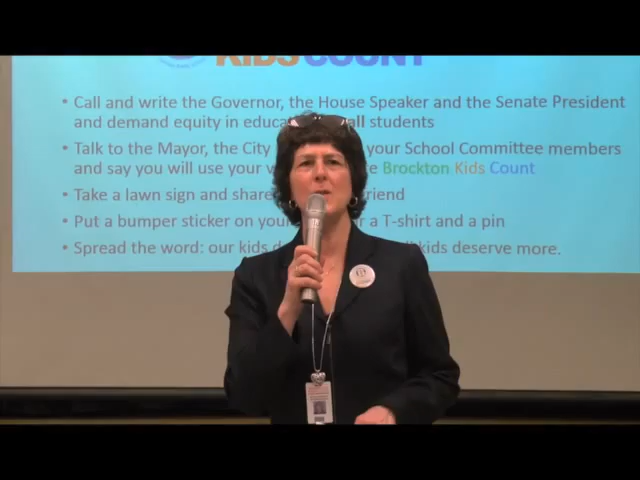 KIDS COUNT
• Call and write the Governor, the House Speaker and the Senate President
and demand equity in educa all students
• Talk to the Mayor, the City your School Committee members
and say you will use your Brockton Kids Count
• Take a lawn sign and share friend
• Put a bumper sticker on your a T-shirt and a pin
• Spread the word: our kids kids deserve more.